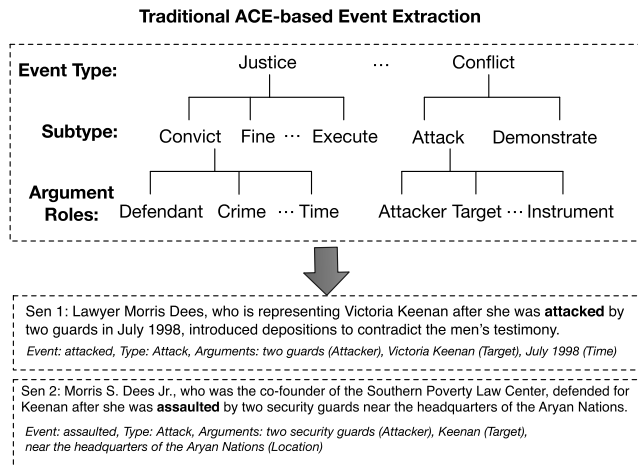 Traditional ACE-based Event Extraction
Event Type: Justice ... Conflict
Subtype: Convict Fine ... Execute Attack Demonstrate
Argument
Roles: Defendant Crime ... Time Attacker Target ... Instrument
Sen 1: Lawyer Morris Dees, who is representing Victoria Keenan after she was attacked by
two guards in July 1998, introduced depositions to contradict the men's testimony.
Event: attacked, Type: Attack, Arguments: two guards (Attacker), Victoria Keenan (Target), July 1998 (Time)
Sen 2: Morris S. Dees Jr., who was the co-founder of the Southern Poverty Law Center, defended for
Keenan after she was assaulted by two security guards near the headquarters of the Aryan Nations.
Event: assaulted, Type: Attack, Arguments: two security guards (Attacker), Keenan (Target),
near the headquarters of the Aryan Nations (Location)